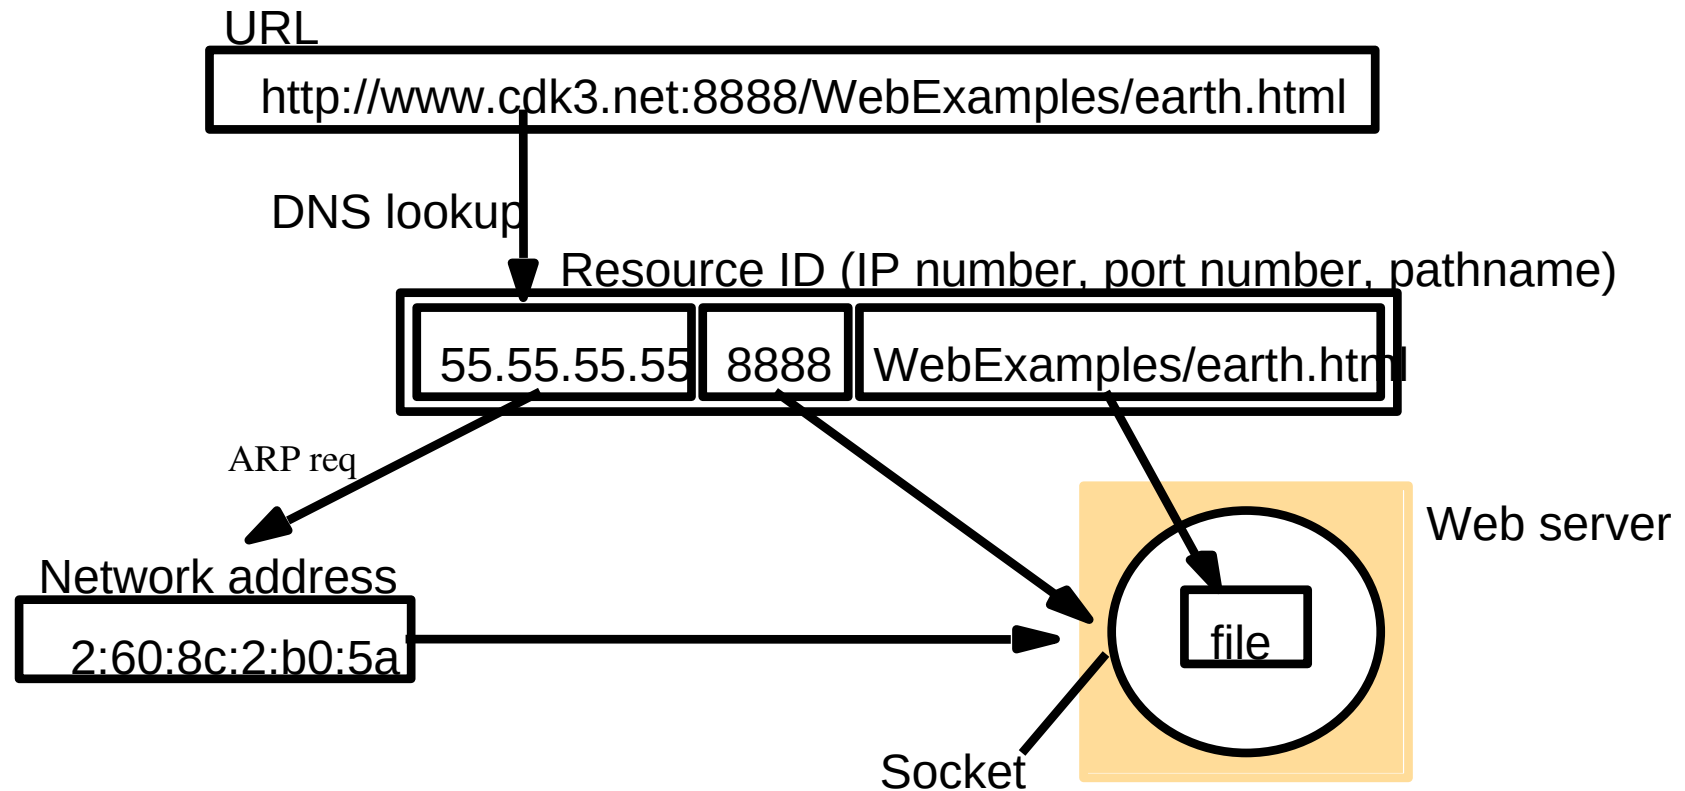 URL
http://www.cdk3.net:8888/WebExamples/earth.html
DNS lookup
Resource ID (IP number, port number, pathname)
55.55.55.55 8888 WebExamples/earth.html
ARP req
Web server
Network address
2:60:8c:2:b0:5a
file
Socket